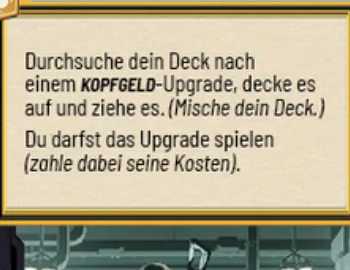 Durchsuche dein Deck nach
einem KOPFGELD-Upgrade, decke es
auf und ziehe es. (Mische dein Deck.)
Du darfst das Upgrade spielen
(zahle dabei seine Kosten).